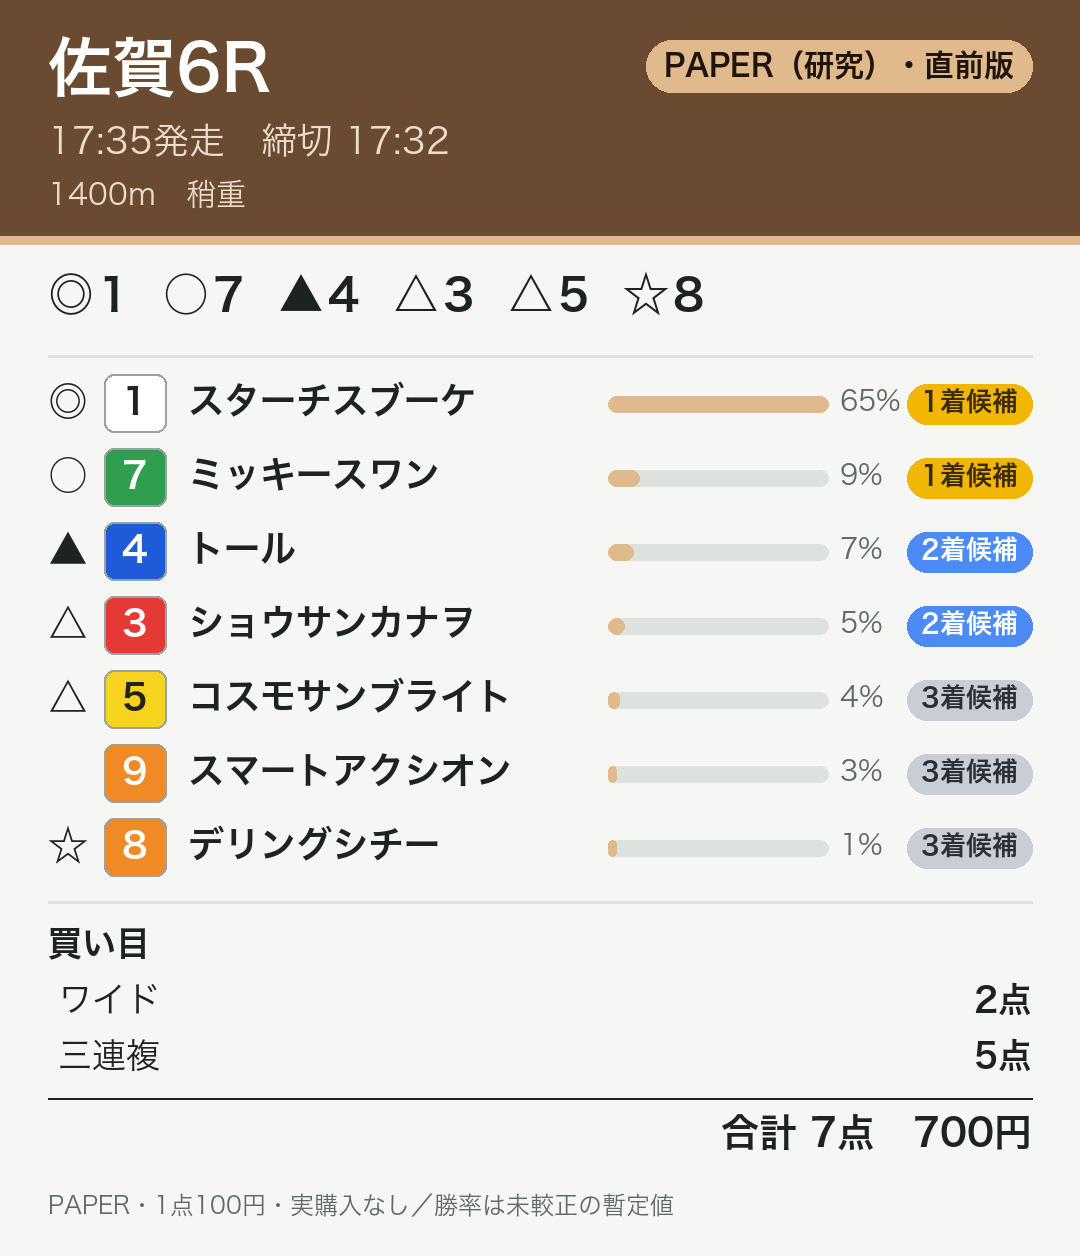 佐賀6R
PAPER（研究）・直前版
17:35発走　締切 17:32
1400m　稍重
◎1 ○7 ▲4 △3 △5 ☆8
◎ 1 スターチスブーケ 65% 1着候補
○ 7 ミッキースワン 9% 1着候補
▲ 4 トール 7% 2着候補
△ 3 ショウサンカナヲ 5% 2着候補
△ 5 コスモサンブライト 4% 3着候補
9 スマートアクシオン 3% 3着候補
☆ 8 デリングシチー 1% 3着候補
買い目
ワイド 2点
三連複 5点
合計 7点　700円
PAPER・1点100円・実購入なし／勝率は未較正の暫定値